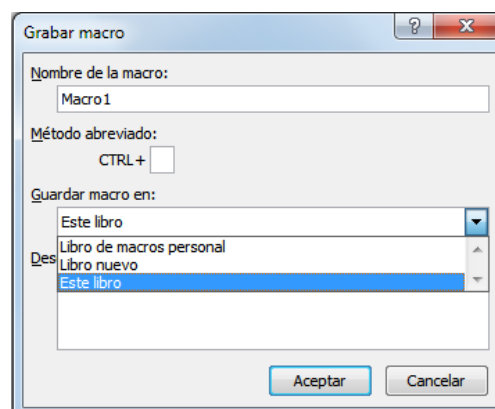 Grabar macro
Nombre de la macro:
Macro1
Método abreviado:
CTRL+
Guardar macro en:
Este libro
Libro de macros personal
Des
Libro nuevo
Este libro
Aceptar
Cancelar